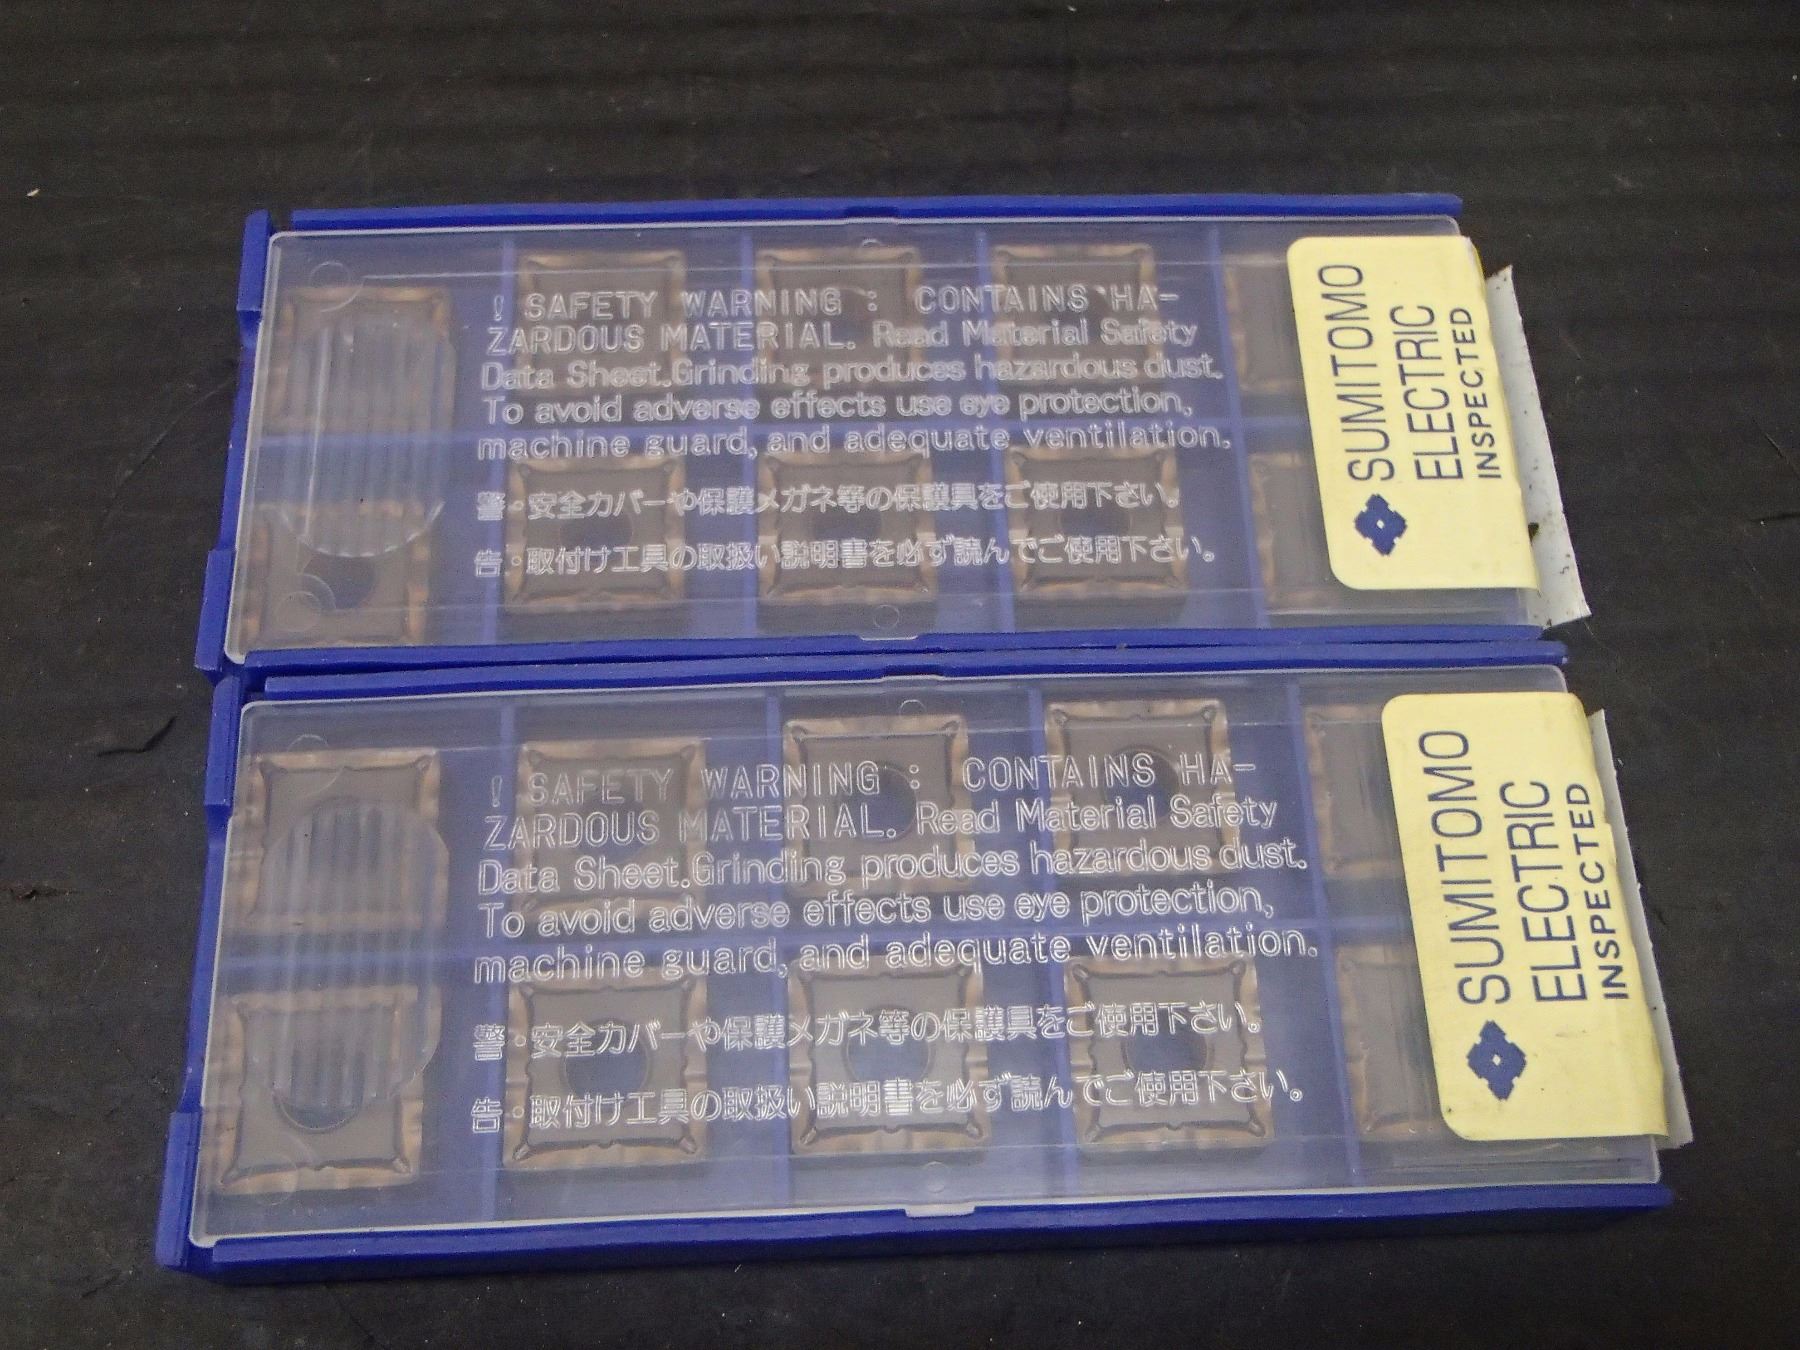 ! SAFETY WARNING : CONTAINS HA-
ZARDOUS MATERIAL. Read Material Safety
Data Sheet.Grinding produces hazardous dust.
To avoid adverse effects use eye protection,
machine guard, and adequate ventilation.
警・安全カバーや保護メガネ等の保護具をご使用下さい。
告・取付け工具の取扱い説明書を必ず読んでご使用下さい。
SUMITOMO
ELECTRIC
INSPECTED
! SAFETY WARNING : CONTAINS HA-
ZARDOUS MATERIAL. Read Material Safety
Data Sheet.Grinding produces hazardous dust.
To avoid adverse effects use eye protection,
machine guard, and adequate ventilation.
警・安全カバーや保護メガネ等の保護具をご使用下さい。
告・取付け工具の取扱い説明書を必ず読んでご使用下さい。
SUMITOMO
ELECTRIC
INSPECTED